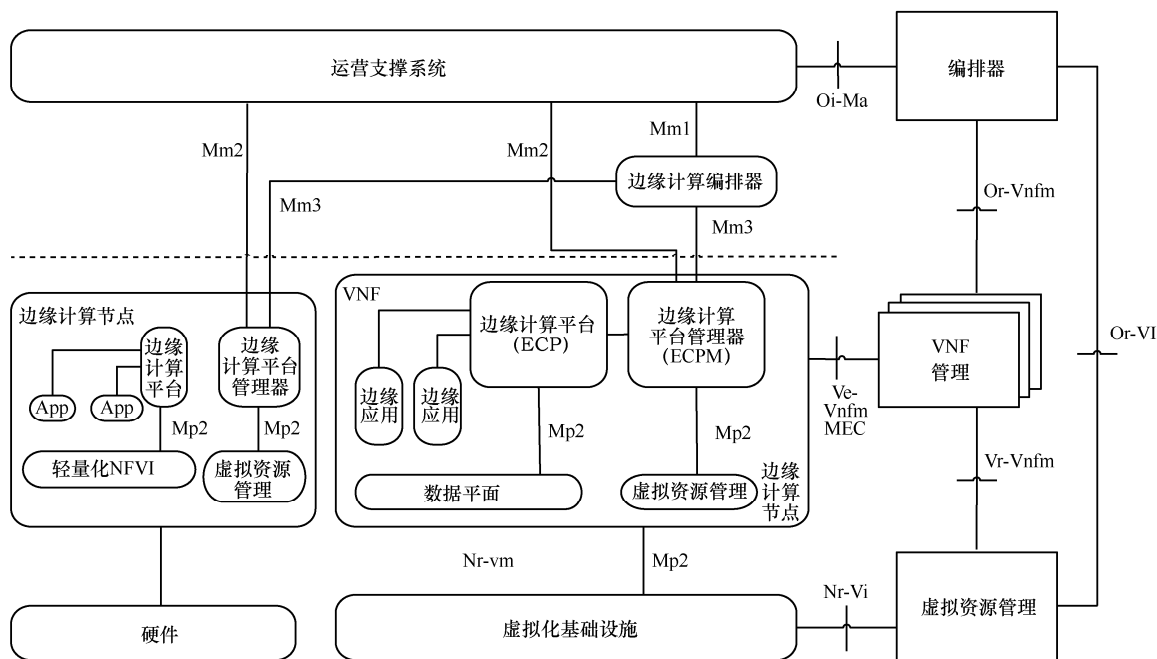 运营支撑系统
编排器
Oi-Ma
Mm2
Mm2
Mm1
边缘计算编排器
Mm3
Mm3
Or-Vnfm
Or-VI
边缘计算节点
边缘
计算
平台
边缘
计算平台
管理器
App
App
Mp2
Mp2
轻量化NFVI
虚拟资源
管理
VNF
边缘计算平台
(ECP)
边缘计算
平台管理器
(ECPM)
边缘
应用
边缘
应用
Mp2
Mp2
数据平面
虚拟资源管理
边缘
计算
节点
Ve-
Vnfm
MEC
VNF
管理
Vr-Vnfm
Nr-vm
Mp2
Nr-Vi
硬件
虚拟化基础设施
虚拟资源管理